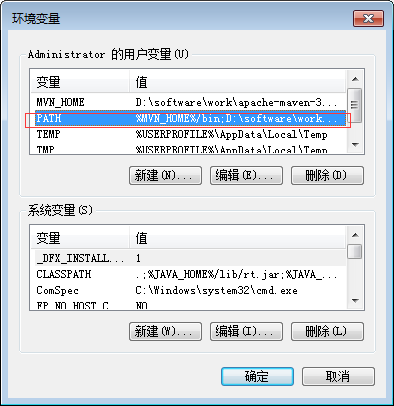 环境变量
Administrator 的用户变量(U)
变量 值
MVN_HOME D:\software\work\apache-maven-3...
PATH %MVN_HOME%/bin;D:\software\work...
TEMP %USERPROFILE%\AppData\Local\Temp
TMP %USERPROFILE%\AppData\Local\Temp
新建(N)... 编辑(E)... 删除(D)
系统变量(S)
变量 值
_DFX_INSTALL... 1
CLASSPATH .;%JAVA_HOME%/lib/rt.jar;%JAVA_...
ComSpec C:\Windows\system32\cmd.exe
FP_NO_HOST_C... NO
新建(W)... 编辑(I)... 删除(L)
确定 取消